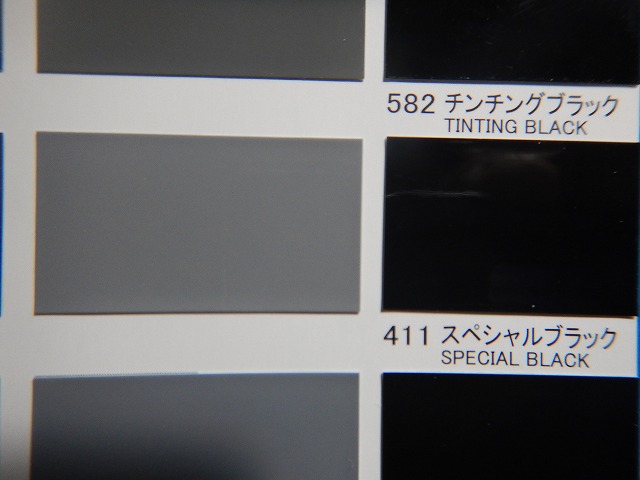 582 チンチングブラック
TINTING BLACK
411 スペシャルブラック
SPECIAL BLACK